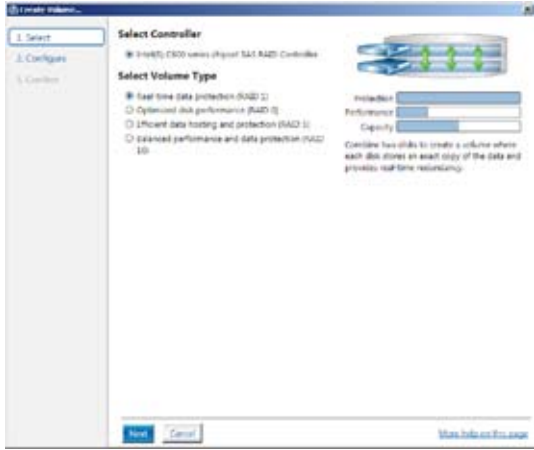 Create Volume...
1. Select
2. Configure
3. Confirm
Select Controller
Intel(R) C600 series chipset SAS RAID Controller
Select Volume Type
Real-time data protection (RAID 1)
Optimized disk performance (RAID 0)
Efficient data hosting and protection (RAID 5)
Balanced performance and data protection (RAID
10)
Protection
Performance
Capacity
Combine two disks to create a volume where
each disk stores an exact copy of the data and
provides real-time redundancy.
Next
Cancel
More help on this page